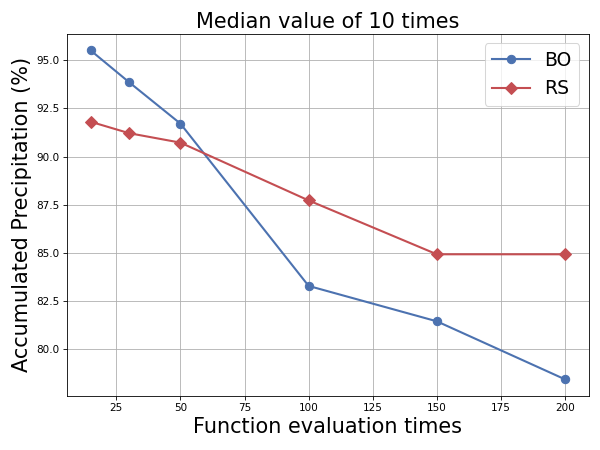 Median value of 10 times
Accumulated Precipitation (%)
95.0
92.5
90.0
87.5
85.0
82.5
80.0
BO
RS
25 50 75 100 125 150 175 200
Function evaluation times